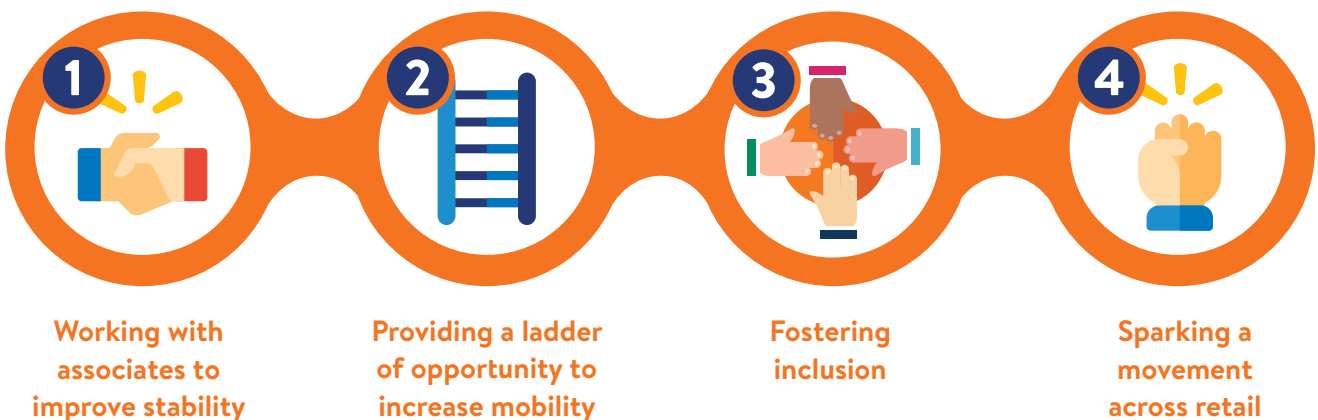 1
2
3
4
Working with
associates to
improve stability
Providing a ladder
of opportunity to
increase mobility
Fostering
inclusion
Sparking a
movement
across retail